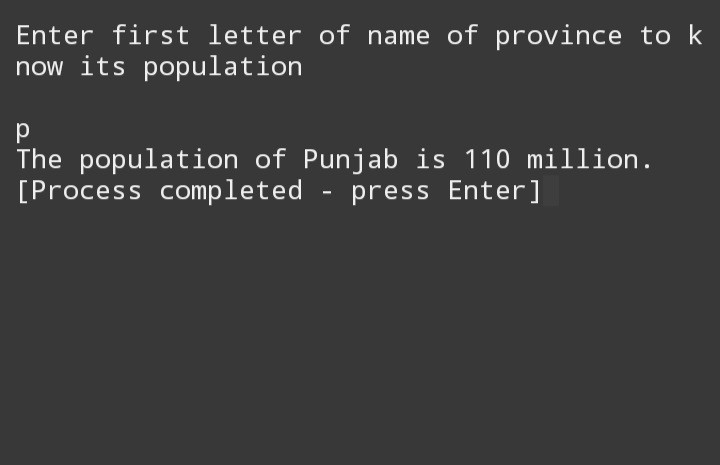 Enter first letter of name of province to k
now its population
p
The population of Punjab is 110 million.
[Process completed - press Enter]